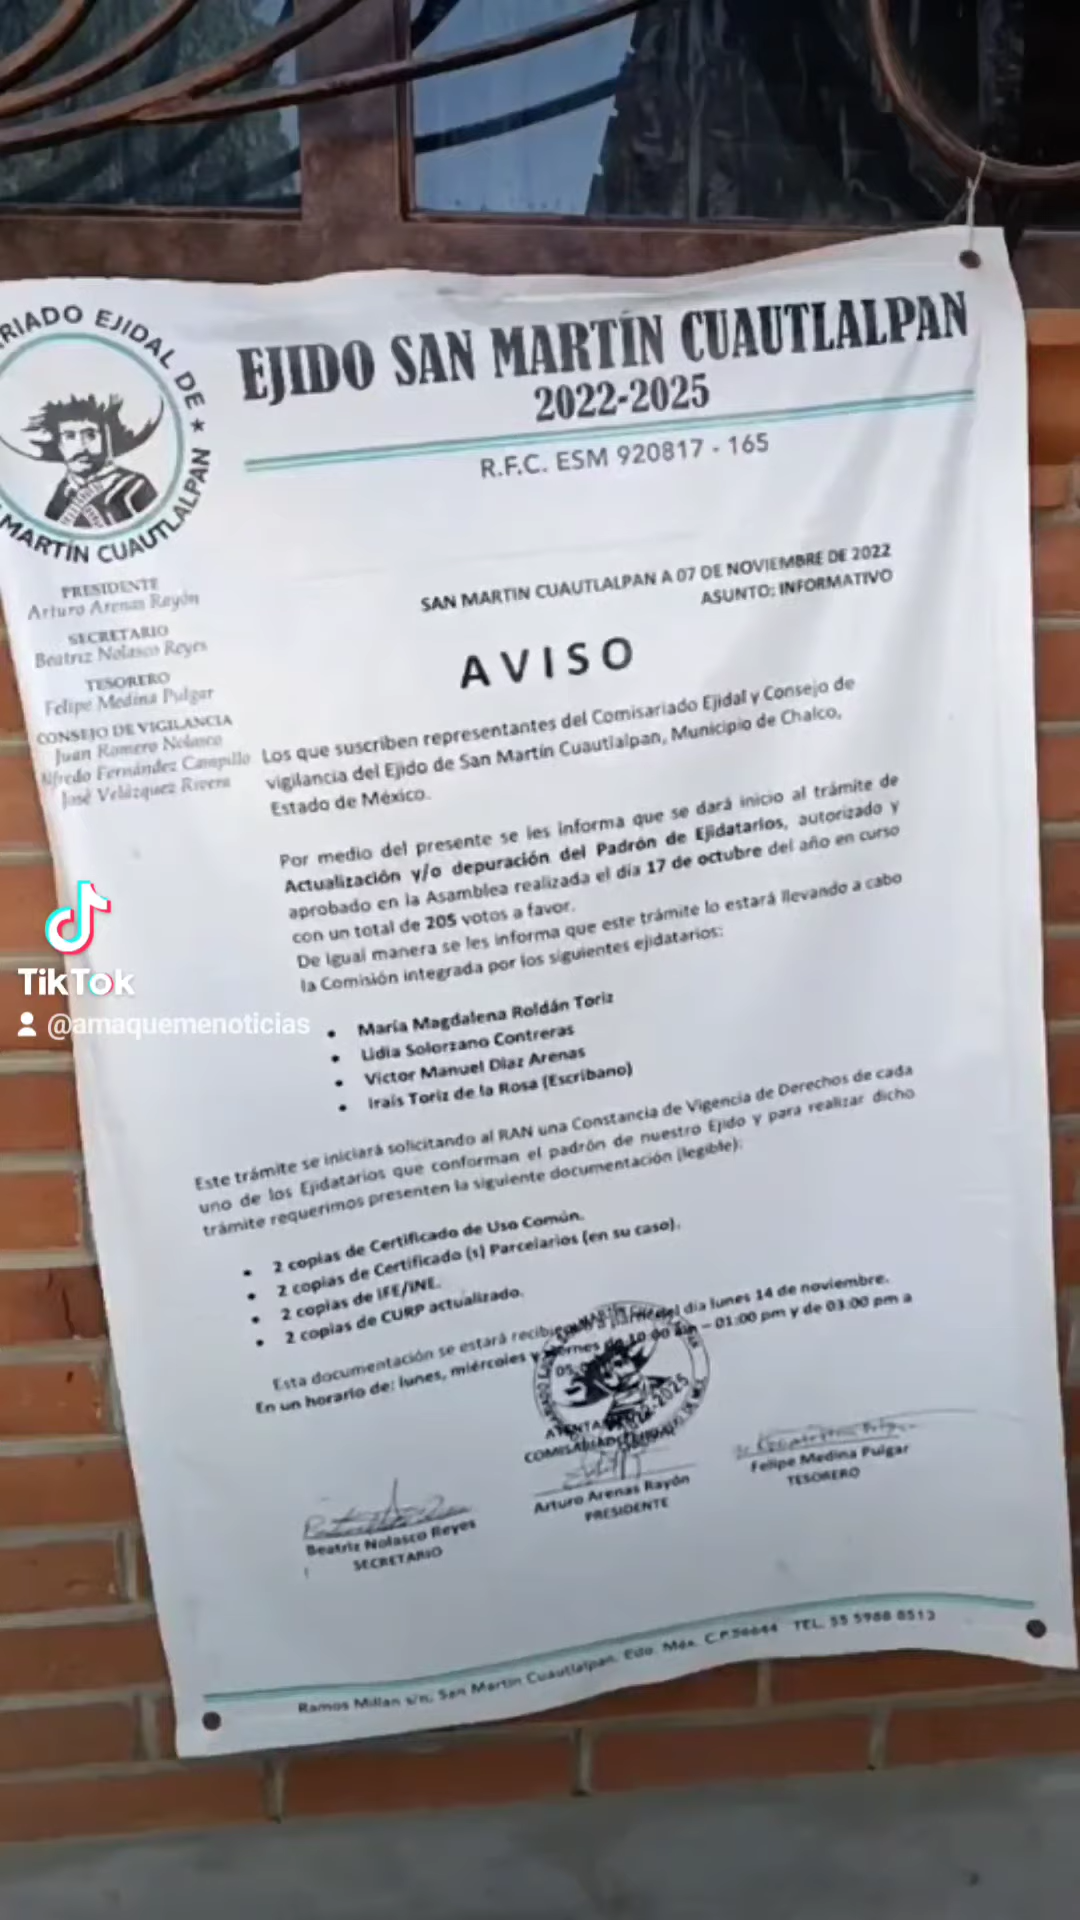 RIADO EJIDAL DE ★
MARTÍN CUAUTLALPAN
EJIDO SAN MARTÍN CUAUTLALPAN
2022-2025
R.F.C. ESM 920817 - 165
PRESIDENTE
Arturo Arenas Rayón
SECRETARIO
Beatriz Nolasco Reyes
TESORERO
Felipe Medina Pulgar
CONSEJO DE VIGILANCIA
Juan Romero Nolasco
Alfredo Fernández Campillo
José Velázquez Rivera
SAN MARTIN CUAUTLALPAN A 07 DE NOVIEMBRE DE 2022
ASUNTO: INFORMATIVO
AVISO
Los que suscriben representantes del Comisariado Ejidal y Consejo de
vigilancia del Ejido de San Martín Cuautlalpan, Municipio de Chalco,
Estado de México.
Por medio del presente se les informa que se dará inicio al trámite de
Actualización y/o depuración del Padrón de Ejidatarios, autorizado y
aprobado en la Asamblea realizada el día 17 de octubre del año en curso
con un total de 205 votos a favor.
De igual manera se les informa que este trámite lo estará llevando a cabo
la Comisión integrada por los siguientes ejidatarios:
• María Magdalena Roldán Toriz
• Lidia Solorzano Contreras
• Víctor Manuel Díaz Arenas
• Irais Toriz de la Rosa (Escribano)
Este trámite se iniciará solicitando al RAN una Constancia de Vigencia de Derechos de cada
uno de los Ejidatarios que conforman el padrón de nuestro Ejido y para realizar dicho
trámite requerimos presenten la siguiente documentación (legible):
• 2 copias de Certificado de Uso Común.
• 2 copias de Certificado (s) Parcelarios (en su caso).
• 2 copias de IFE/INE.
• 2 copias de CURP actualizado.
Esta documentación se estará recibiendo a partir del día lunes 14 de noviembre.
En un horario de: lunes, miércoles y viernes de 10:00 am – 01:00 pm y de 03:00 pm a
05
2022-2025
ATENTA
COMISARIADO EJIDAL
Beatriz Nolasco Reyes
SECRETARIO
Arturo Arenas Rayón
PRESIDENTE
Felipe Medina Pulgar
TESORERO
Ramos Millan s/n, San Martín Cuautlalpan, Edo. Méx. C.P.56644 TEL. 55 5988 8513
TikTok
@amaquemenoticias